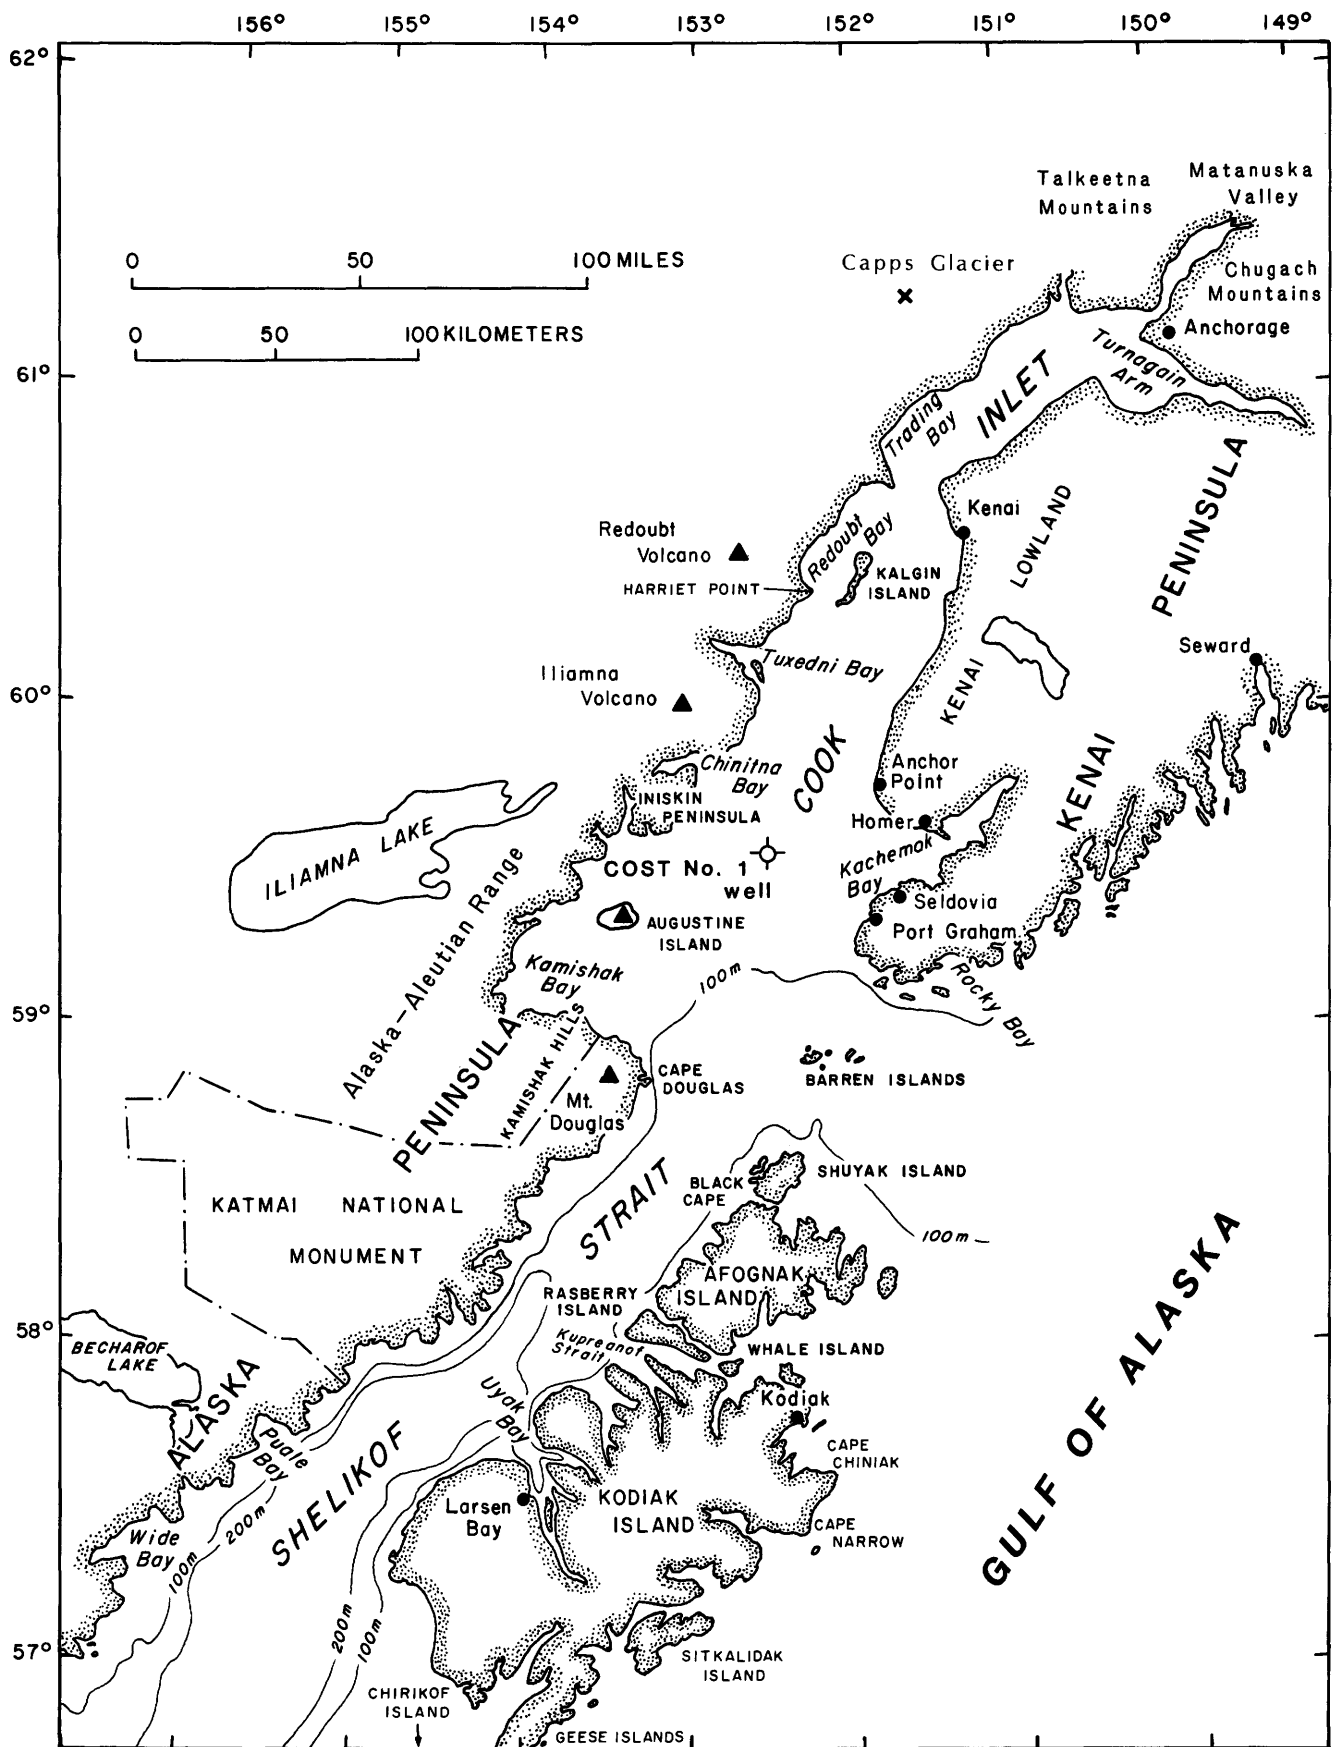 156° 155° 154° 153° 152° 151° 150° 149°
62°
Talkeetna
Mountains
Matanuska
Valley
0 50 100 MILES
Capps Glacier
Chugach
Mountains
0 50 100 KILOMETERS
Anchorage
Turnagain
Arm
61°
INLET
Trading
Bay
PENINSULA
Kenai
LOWLAND
Redoubt
Volcano
Redoubt
Bay
KALGIN
ISLAND
HARRIET POINT
Seward
Tuxedni Bay
Iliamna
Volcano
KENAI
60°
COOK
KENAI
Anchor
Point
Chinitna
Bay
INISKIN
PENINSULA
Homer
ILIAMNA LAKE
Kachemak
Bay
COST No. 1
well
Seldovia
Port Graham
Alaska-Aleutian Range
AUGUSTINE
ISLAND
Kamishak
Bay
100m
Rocky Bay
59°
PENINSULA
KAMISHAK HILLS
CAPE
DOUGLAS
BARREN ISLANDS
Mt.
Douglas
SHUYAK ISLAND
BLACK
CAPE
KATMAI NATIONAL
MONUMENT
STRAIT
100m
GULF OF ALASKA
AFOGNAK
ISLAND
RASBERRY
ISLAND
58°
Kupreanof
Strait
WHALE ISLAND
BECHAROF
LAKE
ALASKA
Uyak
Bay
Kodiak
Puale
Bay
CAPE
CHINIAK
SHELIKOF
Larsen
Bay
KODIAK
ISLAND
CAPE
NARROW
Wide
Bay
200m
100m
200m
100m
57°
SITKALIDAK
ISLAND
CHIRIKOF
ISLAND
GEESE ISLANDS